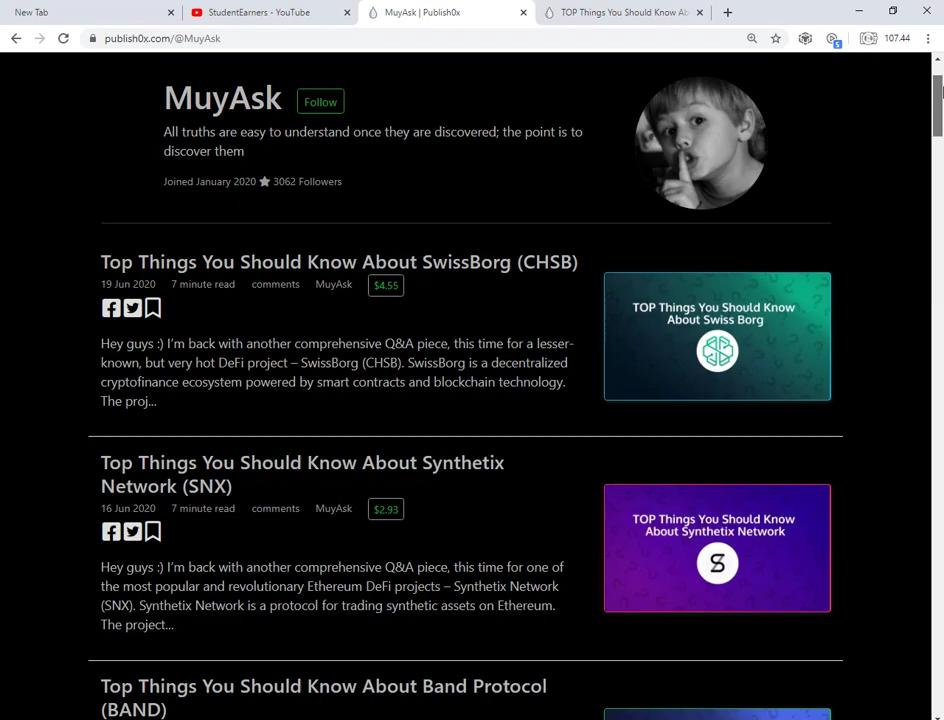 New Tab
StudentEarners - YouTube
MuyAsk | Publish0x
TOP Things You Should Know Ab
publish0x.com/@MuyAsk
5
107.44
MuyAsk
Follow
All truths are easy to understand once they are discovered; the point is to
discover them
Joined January 2020 ★ 3062 Followers
Top Things You Should Know About SwissBorg (CHSB)
19 Jun 2020 7 minute read comments MuyAsk $4.55
Hey guys :) I'm back with another comprehensive Q&A piece, this time for a lesser-
known, but very hot DeFi project – SwissBorg (CHSB). SwissBorg is a decentralized
cryptofinance ecosystem powered by smart contracts and blockchain technology.
The proj...
TOP Things You Should Know
About Swiss Borg
Top Things You Should Know About Synthetix
Network (SNX)
16 Jun 2020 7 minute read comments MuyAsk $2.93
Hey guys :) I'm back with another comprehensive Q&A piece, this time for one of
the most popular and revolutionary Ethereum DeFi projects – Synthetix Network
(SNX). Synthetix Network is a protocol for trading synthetic assets on Ethereum.
The project...
TOP Things You Should Know
About Synthetix Network
Top Things You Should Know About Band Protocol
(BAND)